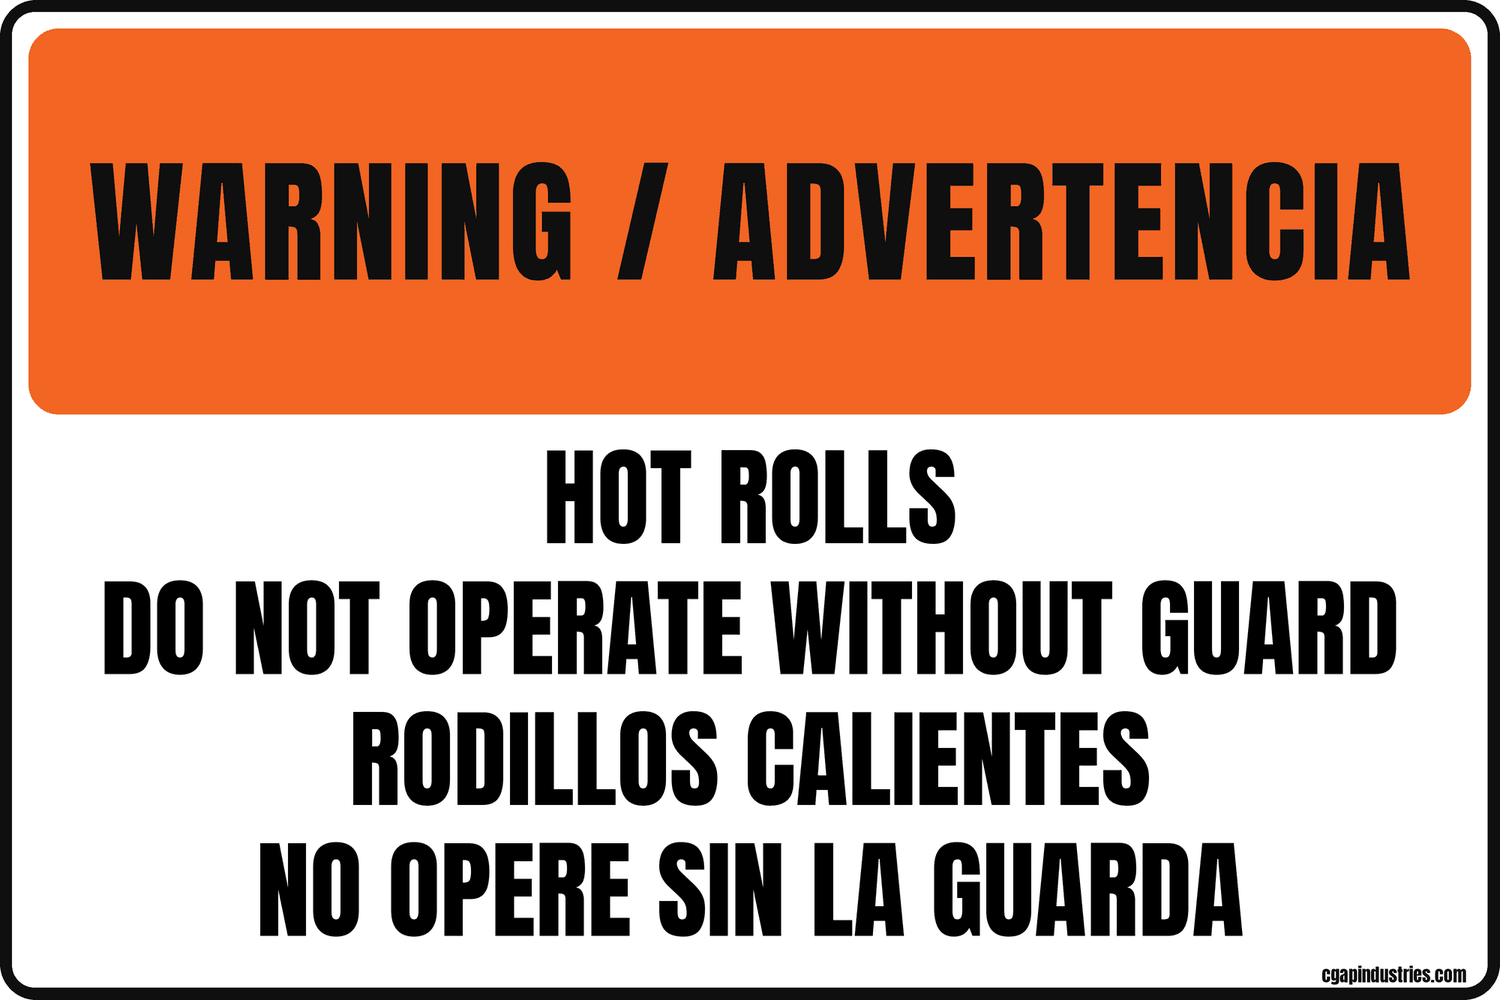 WARNING / ADVERTENCIA
HOT ROLLS
DO NOT OPERATE WITHOUT GUARD
RODILLOS CALIENTES
NO OPERE SIN LA GUARDA
cgapindustries.com